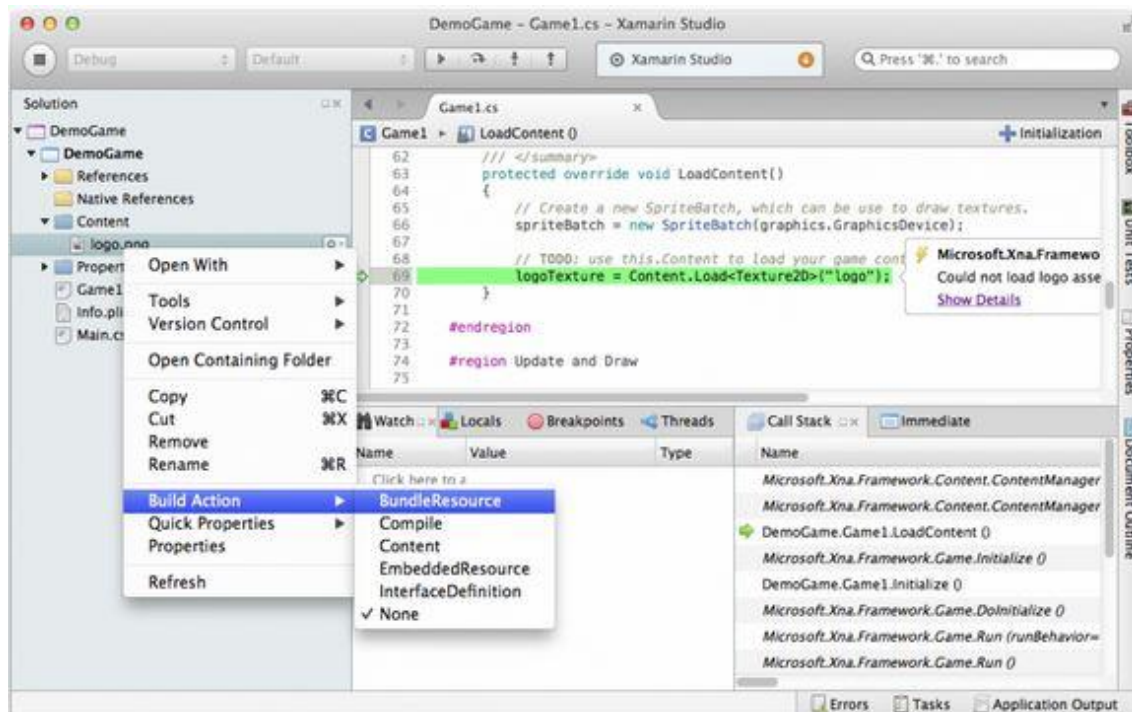 DemoGame – Game1.cs – Xamarin Studio
Debug
Default
Xamarin Studio
Press '⌘.' to search
Solution
DemoGame
DemoGame
References
Native References
Content
logo.png
Propert
Game1
Info.pli
Main.cs
Open With
Tools
Version Control
Open Containing Folder
Copy ⌘C
Cut ⌘X
Remove
Rename ⌘R
Build Action
Quick Properties
Properties
Refresh
BundleResource
Compile
Content
EmbeddedResource
InterfaceDefinition
✓ None
Game1.cs
Game1 ▸ LoadContent ()
Initialization
62 /// </summary>
63 protected override void LoadContent()
64 {
65 // Create a new SpriteBatch, which can be use to draw textures.
66 spriteBatch = new SpriteBatch(graphics.GraphicsDevice);
67
68 // TODO: use this.Content to load your game cont
69 logoTexture = Content.Load<Texture2D>("logo");
70 }
71
72 #endregion
73
74 #region Update and Draw
75
Microsoft.Xna.Framewo
Could not load logo asse
Show Details
Toolbox
Unit Tests
Properties
Document Outline
Watch
Locals
Breakpoints
Threads
Name Value Type
Click here to a
Call Stack
Immediate
Name
Microsoft.Xna.Framework.Content.ContentManager
Microsoft.Xna.Framework.Content.ContentManager
DemoGame.Game1.LoadContent ()
Microsoft.Xna.Framework.Game.Initialize ()
DemoGame.Game1.Initialize ()
Microsoft.Xna.Framework.Game.DoInitialize ()
Microsoft.Xna.Framework.Game.Run (runBehavior=
Microsoft.Xna.Framework.Game.Run ()
Errors
Tasks
Application Output